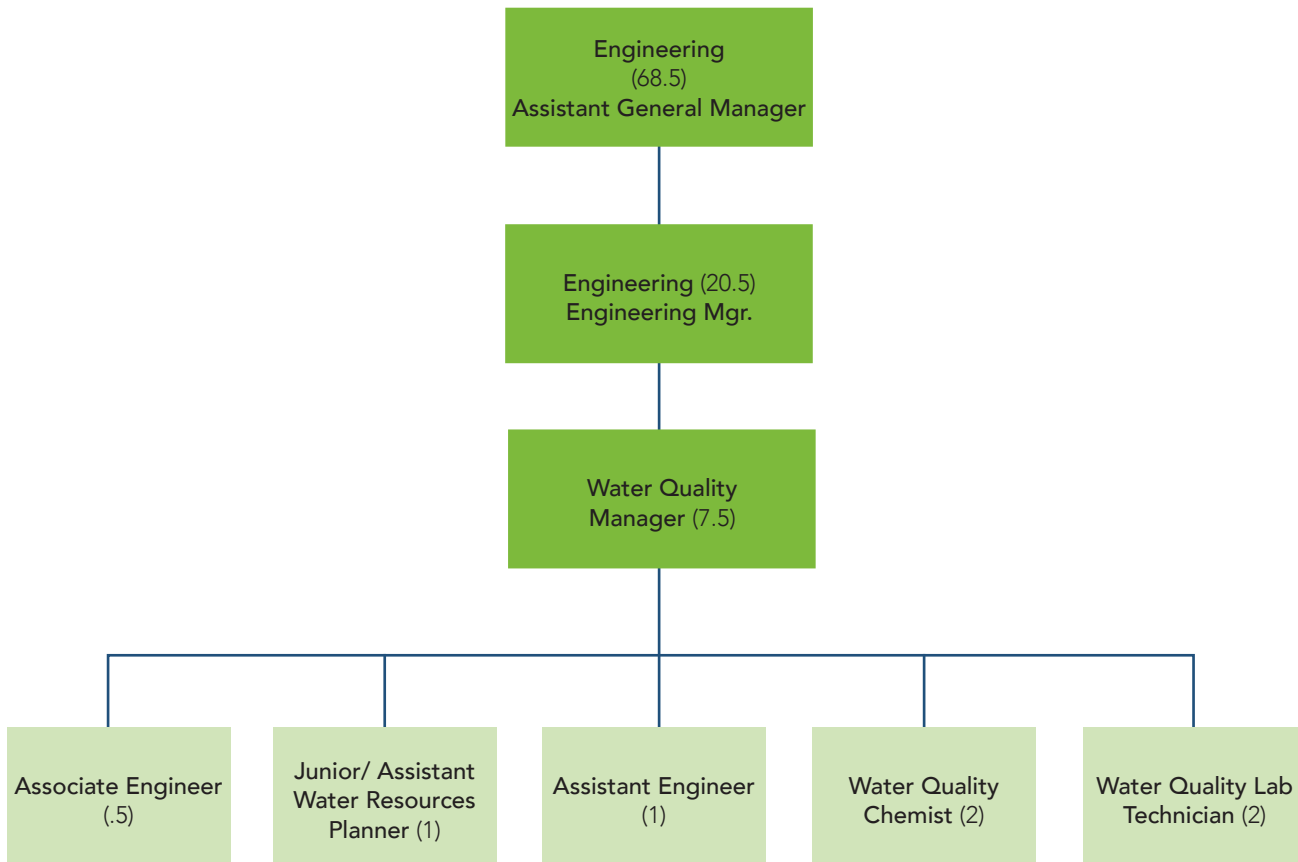 Engineering
(68.5)
Assistant General Manager
Engineering (20.5)
Engineering Mgr.
Water Quality
Manager (7.5)
Associate Engineer
(.5)
Junior/ Assistant
Water Resources
Planner (1)
Assistant Engineer
(1)
Water Quality
Chemist (2)
Water Quality Lab
Technician (2)